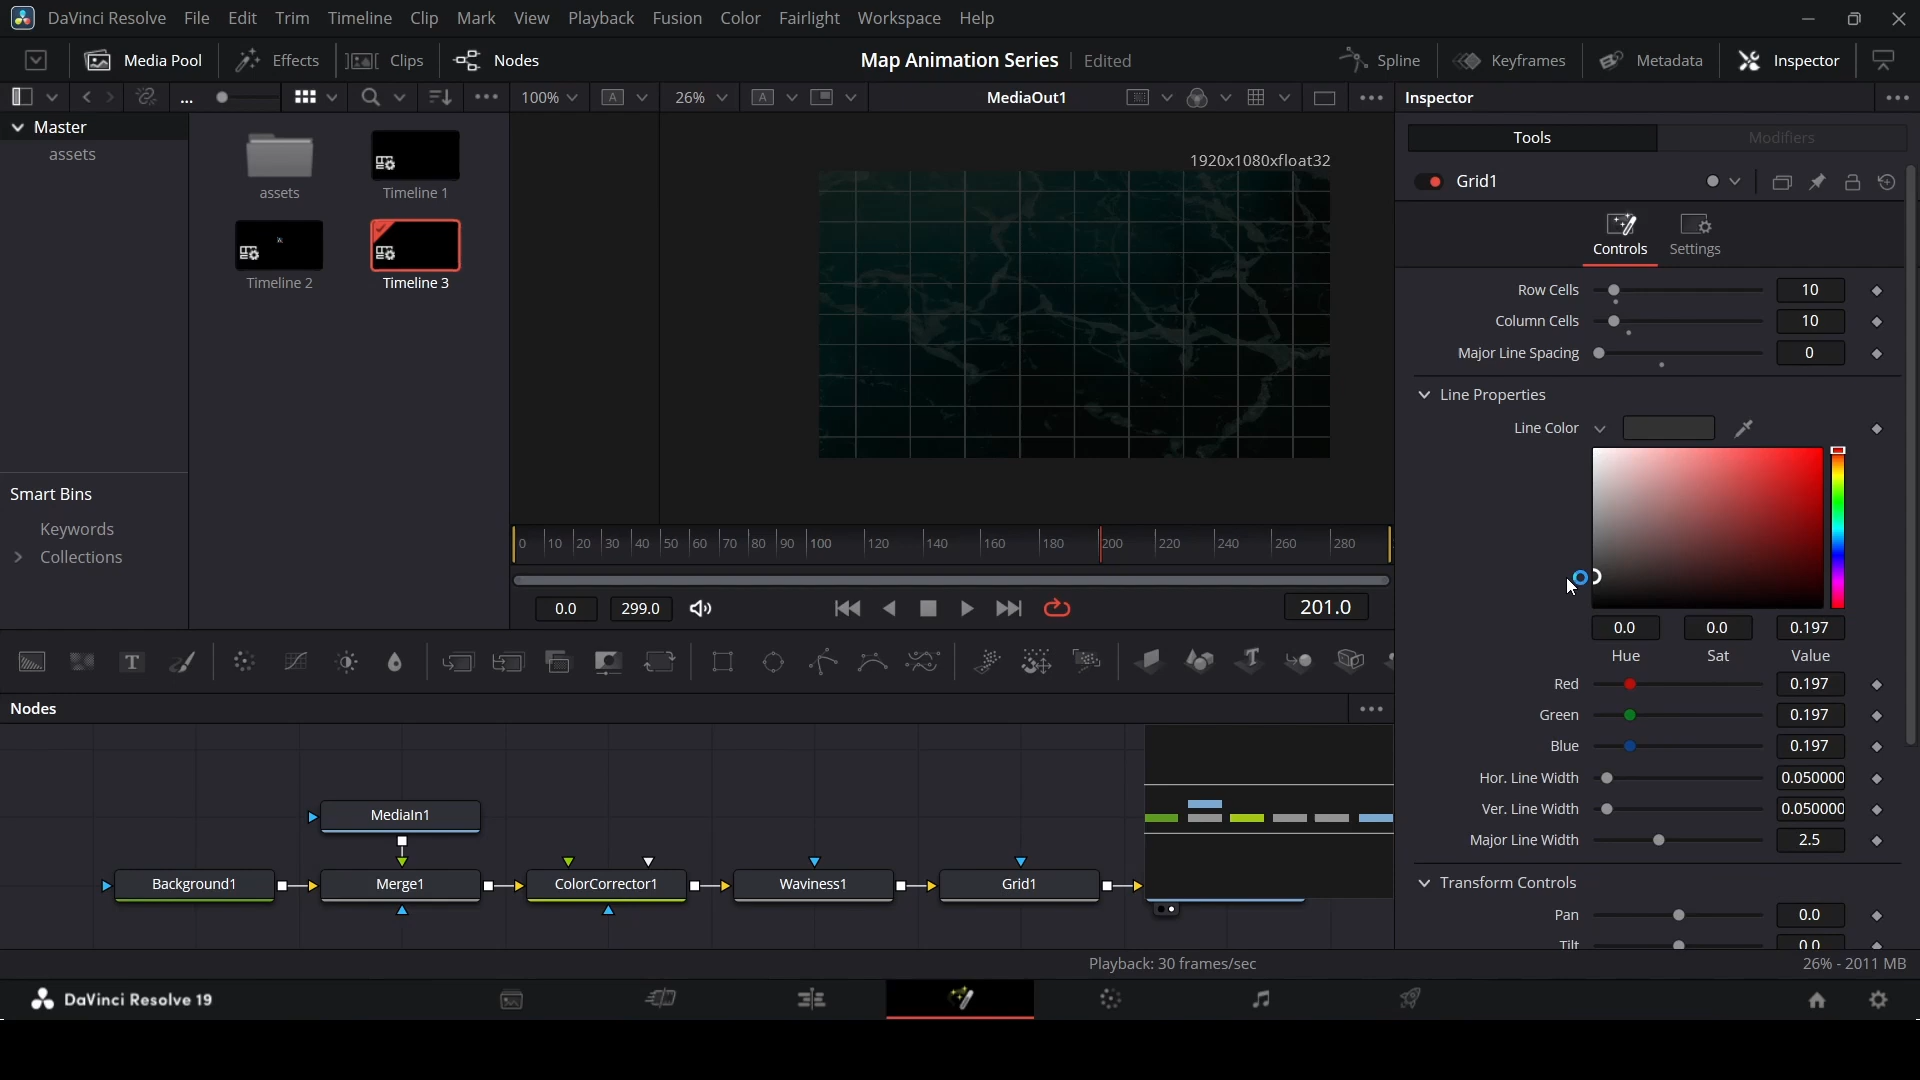 DaVinci Resolve File Edit Trim Timeline Clip Mark View Playback Fusion Color Fairlight Workspace Help
Media Pool Effects Clips Nodes Map Animation Series Edited Spline Keyframes Metadata Inspector
... 100% A 26% A MediaOut1 Inspector
Master
assets
assets
Timeline 1
Timeline 2
Timeline 3
Smart Bins
Keywords
Collections
1920x1080xfloat32
0 10 20 30 40 50 60 70 80 90 100 120 140 160 180 200 220 240 260 280
0.0 299.0 201.0
T
Nodes
MediaIn1
Background1 Merge1 ColorCorrector1 Waviness1 Grid1
Tools Modifiers
Grid1
Controls Settings
Row Cells 10
Column Cells 10
Major Line Spacing 0
Line Properties
Line Color
0.0 0.0 0.197
Hue Sat Value
Red 0.197
Green 0.197
Blue 0.197
Hor. Line Width 0.050000
Ver. Line Width 0.050000
Major Line Width 2.5
Transform Controls
Pan 0.0
Tilt 0.0
Playback: 30 frames/sec 26% - 2011 MB
DaVinci Resolve 19